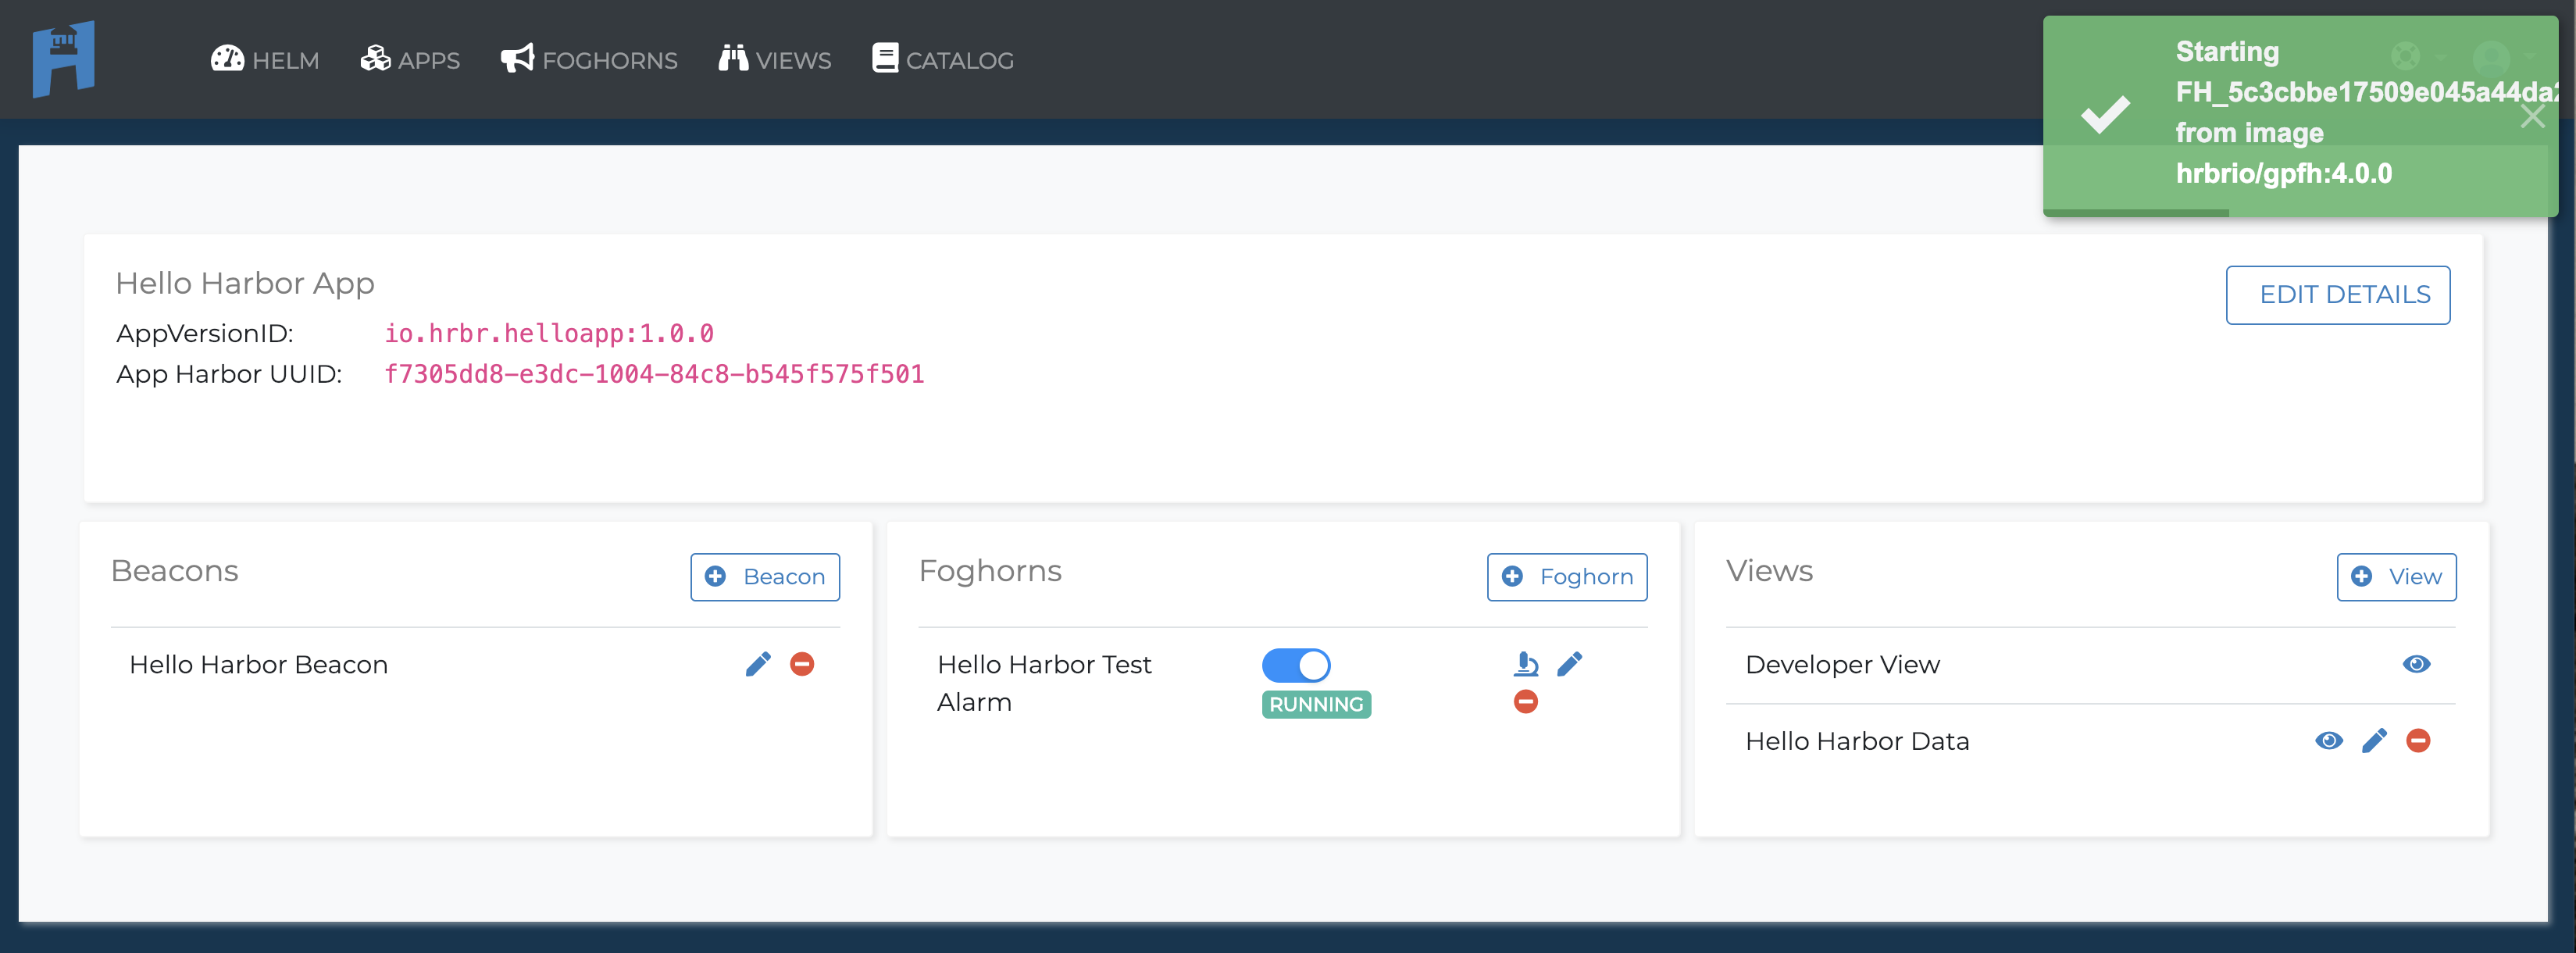 HELM APPS FOGHORNS VIEWS CATALOG
Starting
from image
hrbrio/gpfh:4.0.0
Hello Harbor App
EDIT DETAILS
AppVersionID: io.hrbr.helloapp:1.0.0
App Harbor UUID: f7305dd8-e3dc-1004-84c8-b545f575f501
Beacons
Beacon
Hello Harbor Beacon
Foghorns
Foghorn
Hello Harbor Test
Alarm
RUNNING
Views
View
Developer View
Hello Harbor Data